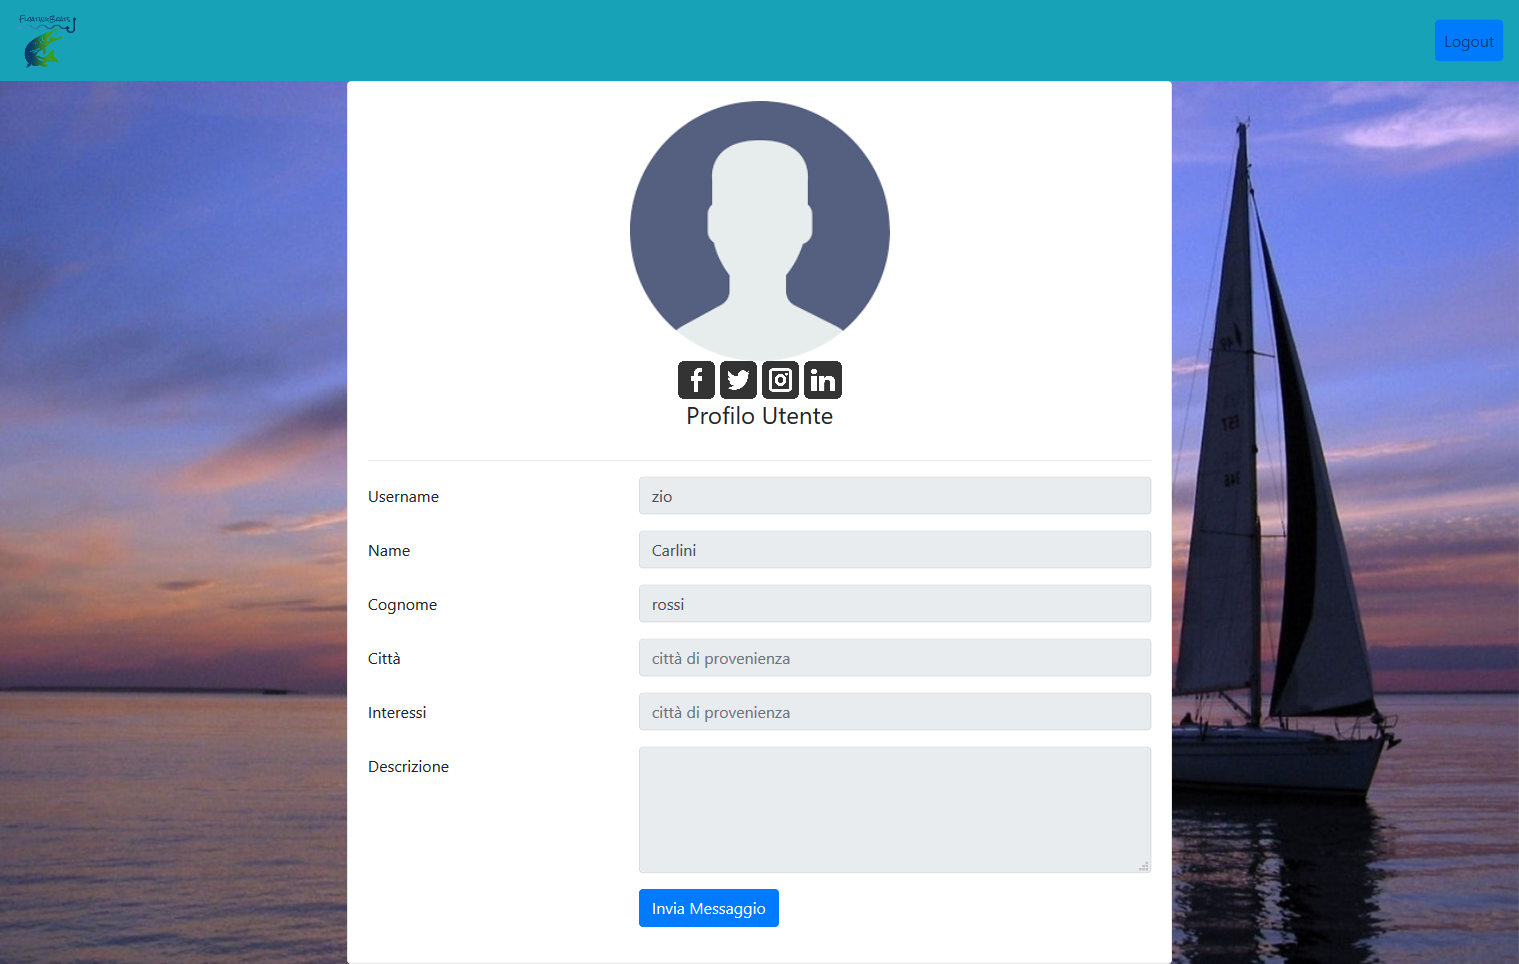 FloatingBoats
Logout
Profilo Utente
Username
zio
Name
Carlini
Cognome
rossi
Città
città di provenienza
Interessi
città di provenienza
Descrizione
Invia Messaggio